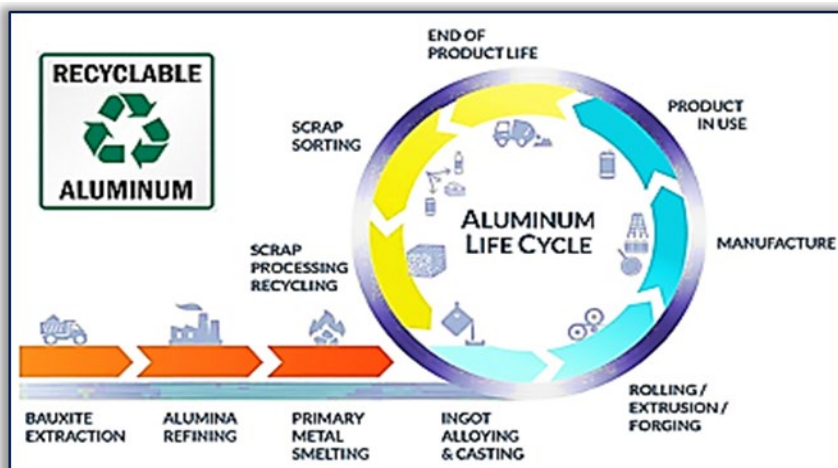 RECYCLABLE
ALUMINUM
END OF
PRODUCT LIFE
PRODUCT
IN USE
SCRAP
SORTING
ALUMINUM
LIFE CYCLE
MANUFACTURE
SCRAP
PROCESSING
RECYCLING
BAUXITE
EXTRACTION
ALUMINA
REFINING
PRIMARY
METAL
SMELTING
INGOT
ALLOYING
& CASTING
ROLLING /
EXTRUSION /
FORGING